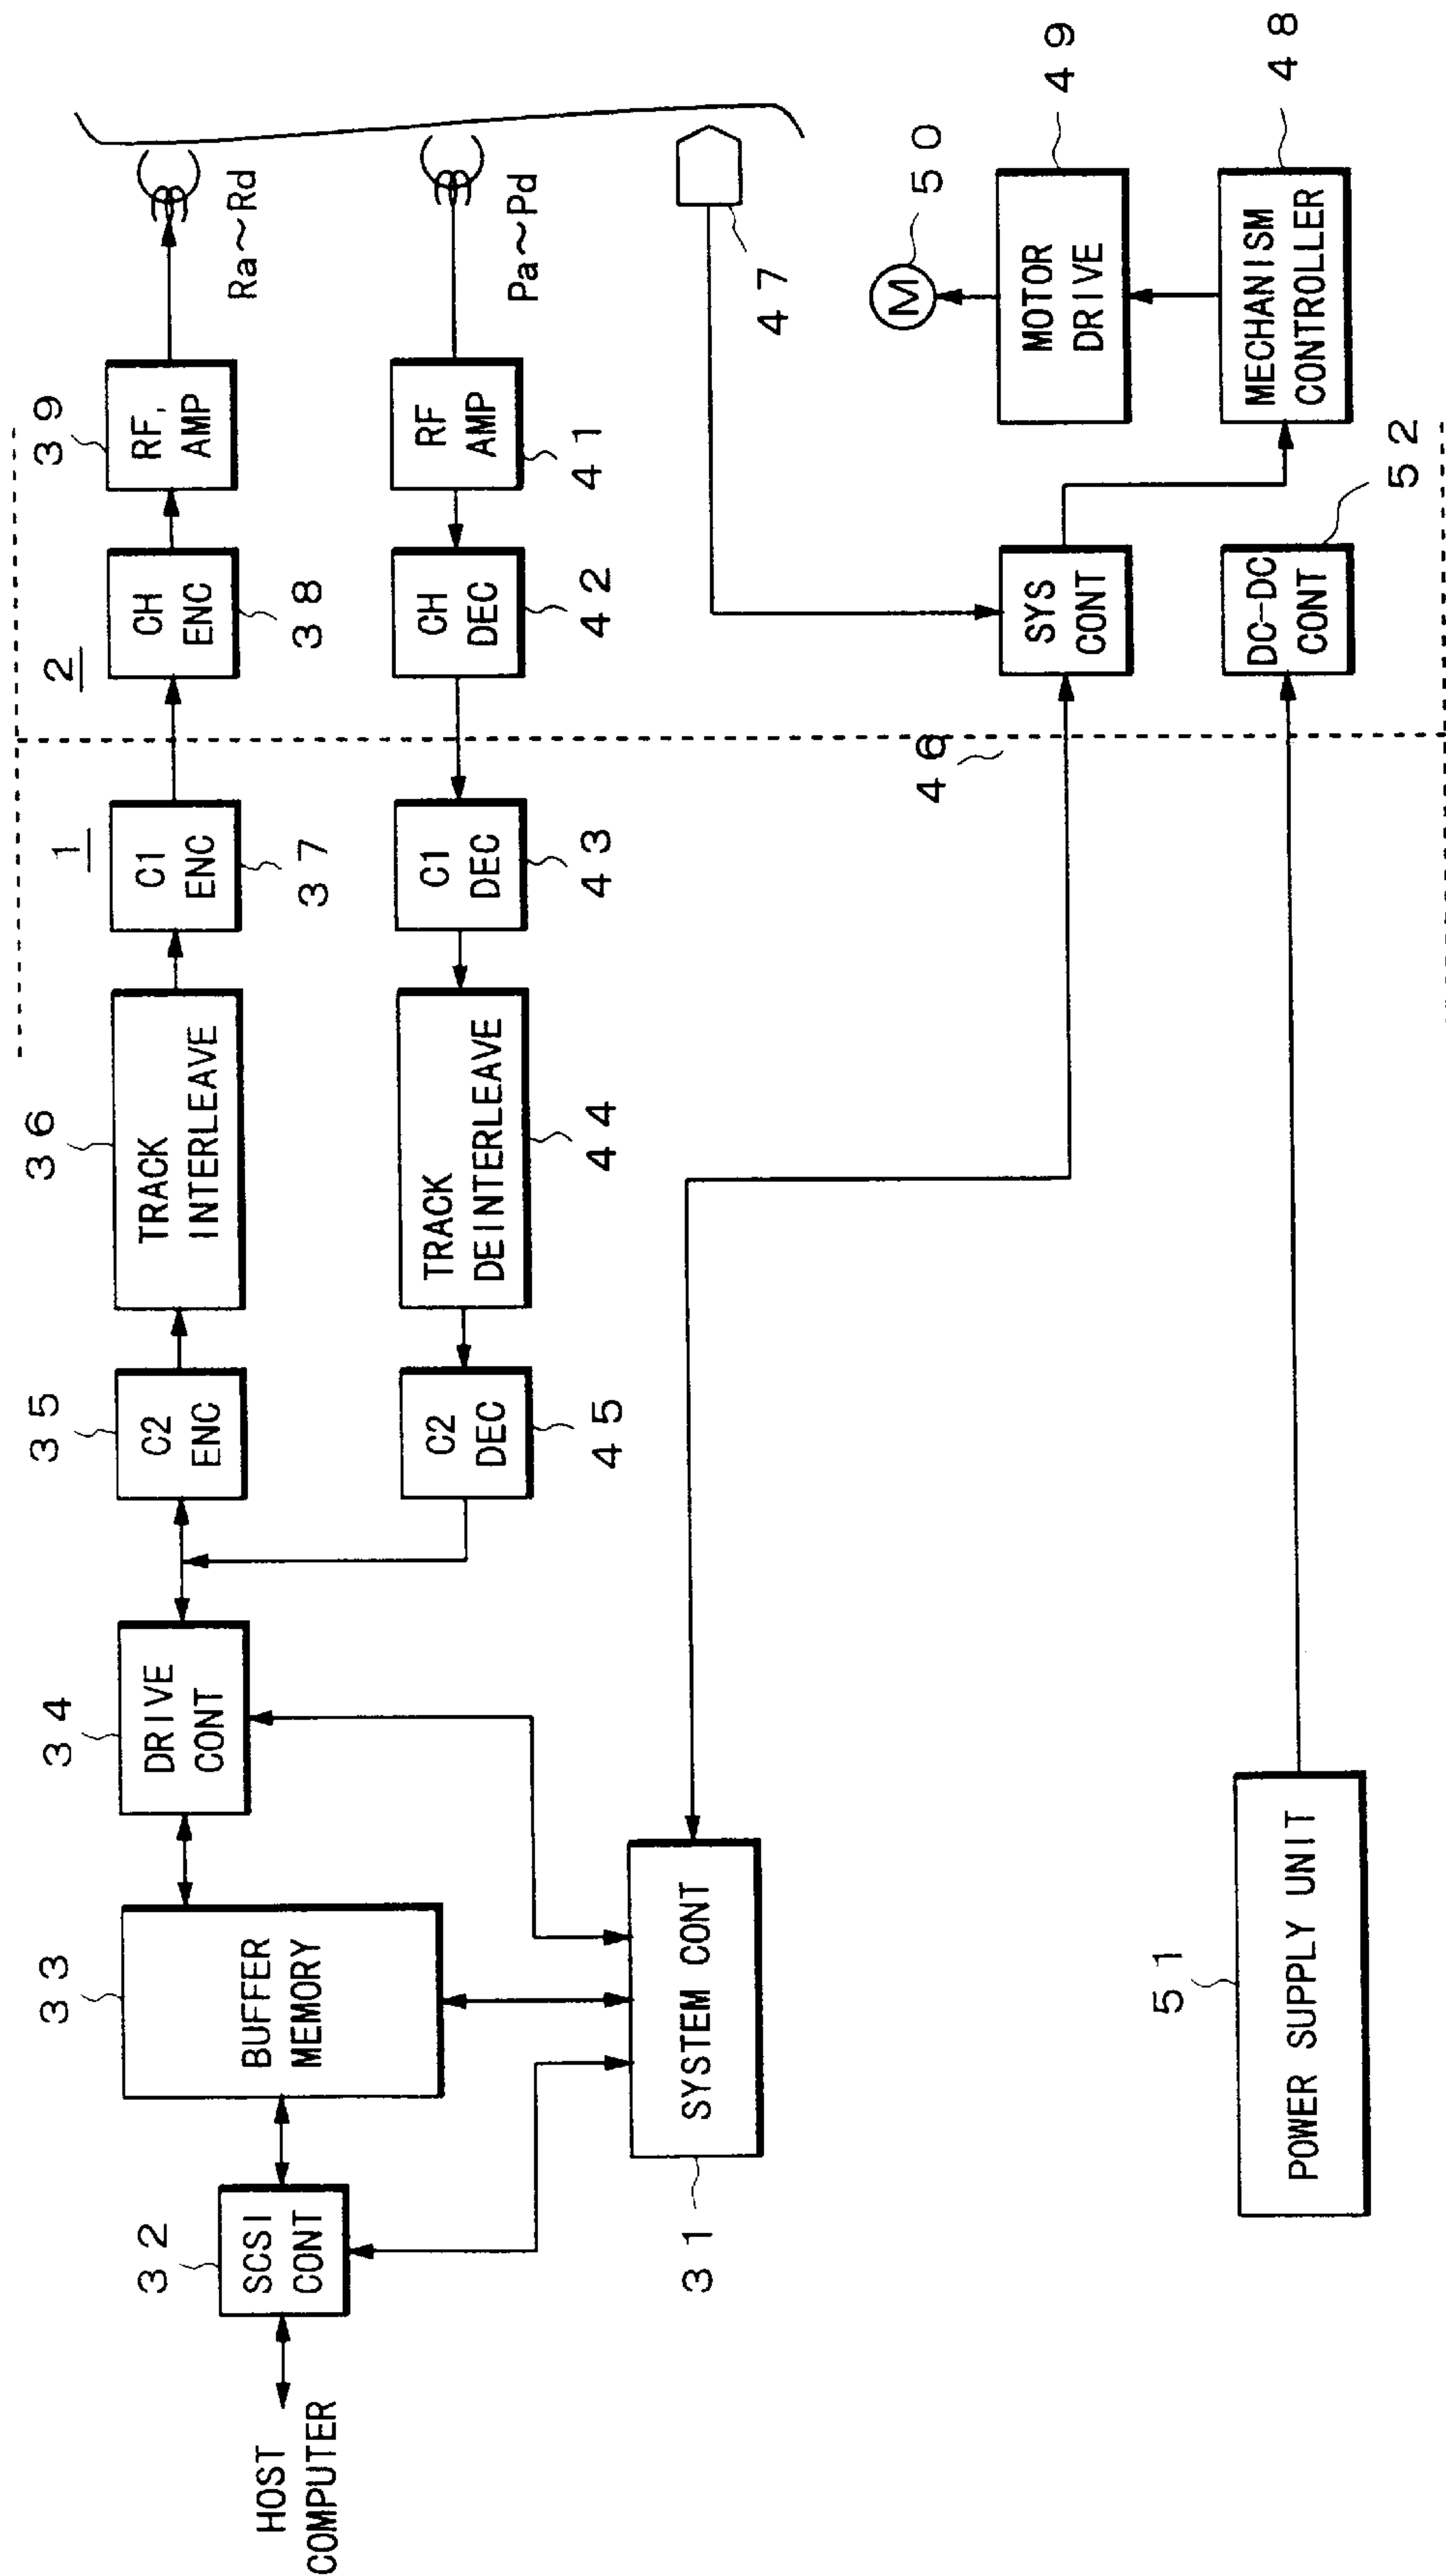 HOST
COMPUTER
32
SCSI
CONT
33
BUFFER
MEMORY
34
DRIVE
CONT
35
C2
ENC
36
TRACK
INTERLEAVE
1
C1
ENC
37
2
CH
ENC
38
39
RF,
AMP
Ra~Rd
C2
DEC
45
TRACK
DEINTERLEAVE
44
C1
DEC
43
CH
DEC
42
RF
AMP
41
Pa~Pd
SYSTEM CONT
31
47
46
SYS
CONT
M
50
MOTOR
DRIVE
49
POWER SUPPLY UNIT
51
DC-DC
CONT
52
MECHANISM
CONTROLLER
48